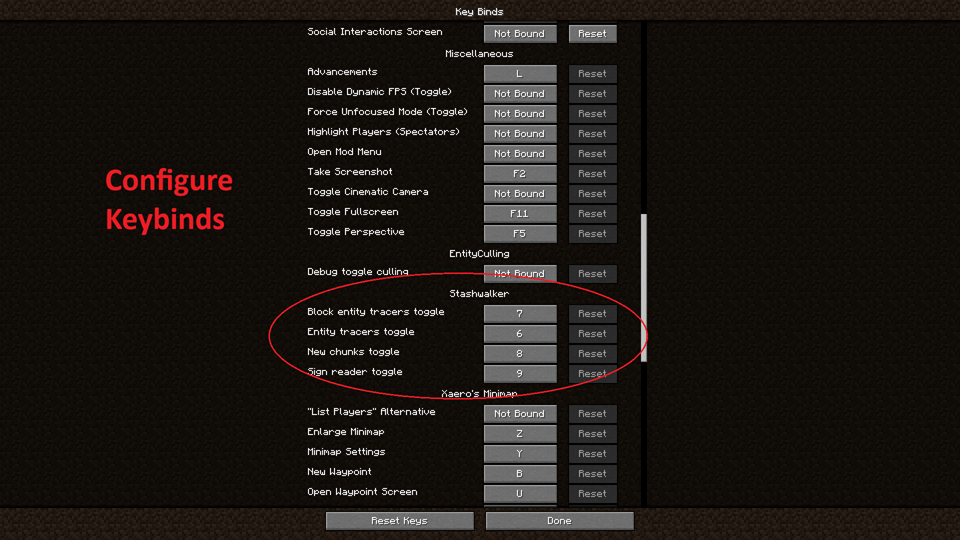 Key Binds
Social Interactions Screen Not Bound Reset
Miscellaneous
Advancements L Reset
Disable Dynamic FPS (Toggle) Not Bound Reset
Force Unfocused Mode (Toggle) Not Bound Reset
Highlight Players (Spectators) Not Bound Reset
Open Mod Menu Not Bound Reset
Take Screenshot F2 Reset
Toggle Cinematic Camera Not Bound Reset
Toggle Fullscreen F11 Reset
Toggle Perspective F5 Reset
Configure
Keybinds
EntityCulling
Debug toggle culling Not Bound Reset
Stashwalker
Block entity tracers toggle 7 Reset
Entity tracers toggle 6 Reset
New chunks toggle 8 Reset
Sign reader toggle 9 Reset
Xaero's Minimap
"List Players" Alternative Not Bound Reset
Enlarge Minimap Z Reset
Minimap Settings Y Reset
New Waypoint B Reset
Open Waypoint Screen U Reset
Reset Keys Done